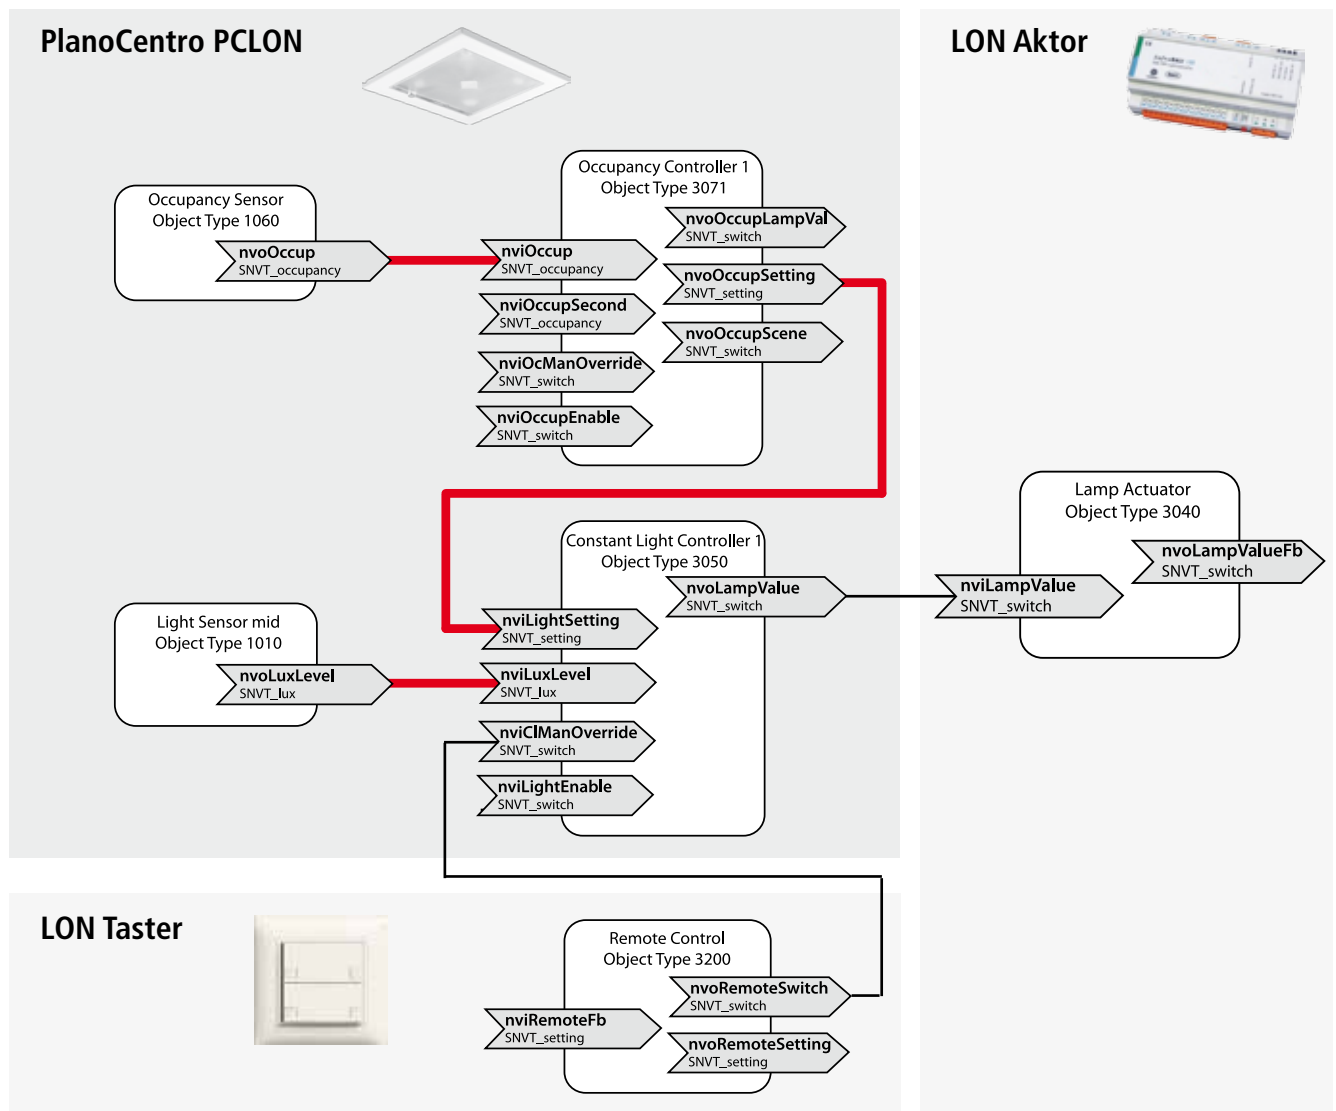 PlanoCentro PCLON
LON Aktor
Occupancy Sensor
Object Type 1060
nvoOccup
SNVT_occupancy
Occupancy Controller 1
Object Type 3071
nvoOccupLampVal
SNVT_switch
nviOccup
SNVT_occupancy
nvoOccupSetting
SNVT_setting
nviOccupSecond
SNVT_occupancy
nvoOccupScene
SNVT_switch
nviOcManOverride
SNVT_switch
nviOccupEnable
SNVT_switch
Lamp Actuator
Object Type 3040
nvoLampValueFb
SNVT_switch
nviLampValue
SNVT_switch
Constant Light Controller 1
Object Type 3050
nvoLampValue
SNVT_switch
nviLightSetting
SNVT_setting
Light Sensor mid
Object Type 1010
nvoLuxLevel
SNVT_lux
nviLuxLevel
SNVT_lux
nviClManOverride
SNVT_switch
nviLightEnable
SNVT_switch
LON Taster
Remote Control
Object Type 3200
nvoRemoteSwitch
SNVT_switch
nviRemoteFb
SNVT_setting
nvoRemoteSetting
SNVT_setting